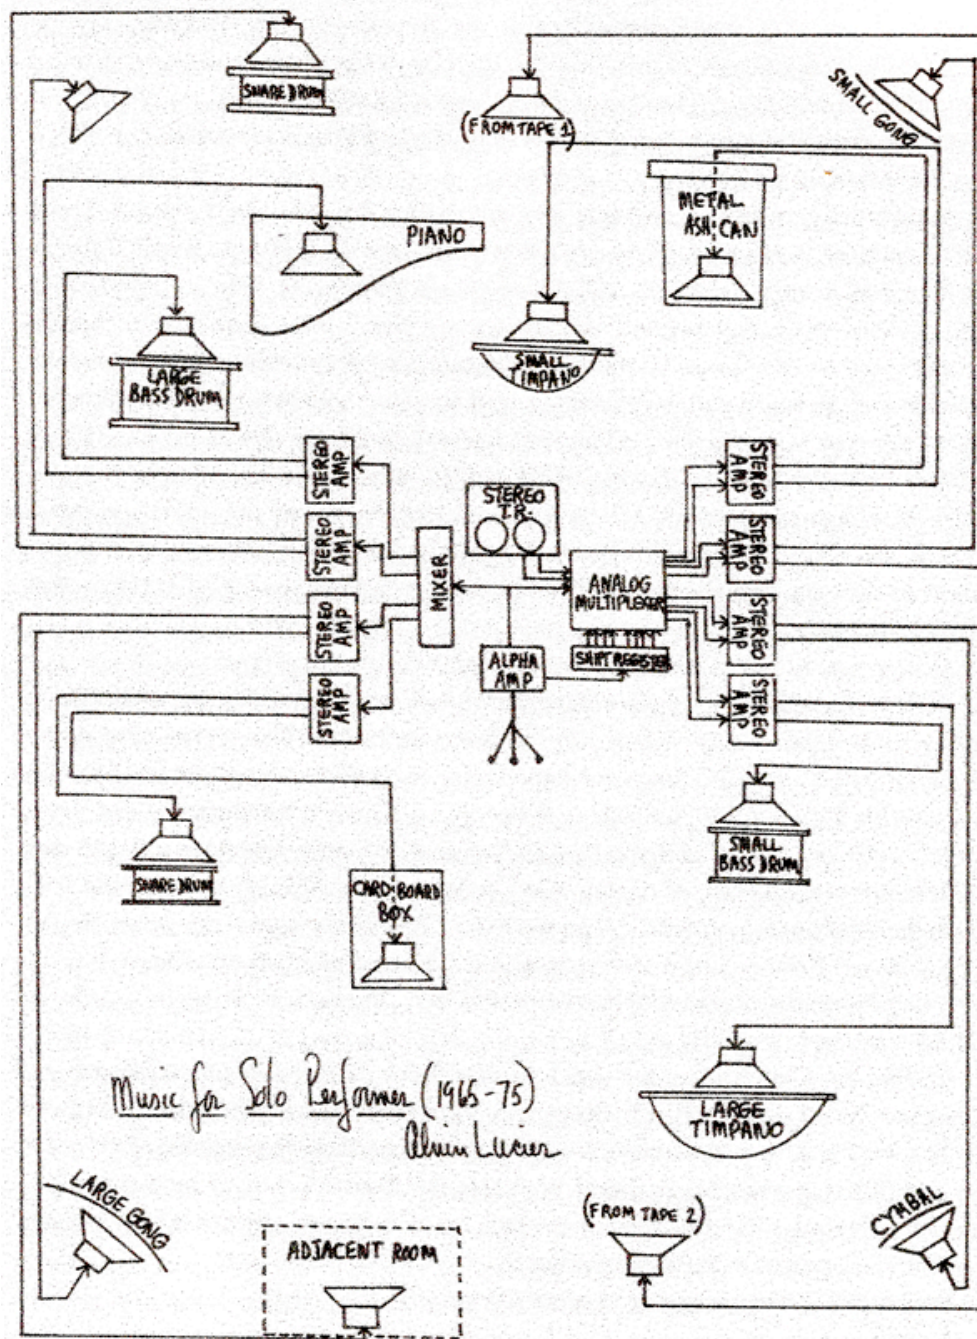 SNARE DRUM
(FROM TAPE 1)
SMALL GONG
METAL
ASH CAN
PIANO
LARGE
BASS DRUM
SMALL
TIMPANO
STEREO
AMP
STEREO
AMP
STEREO
AMP
STEREO
AMP
MIXER
STEREO
T.R.
ANALOG
MULTIPLEXER
SHIFT REGISTER
ALPHA
AMP
STEREO
AMP
STEREO
AMP
STEREO
AMP
STEREO
AMP
SNARE DRUM
CARD-BOARD
BOX
SMALL
BASS DRUM
Music for Solo Performer (1965-75)
Alvin Lucier
LARGE
TIMPANO
LARGE GONG
ADJACENT ROOM
(FROM TAPE 2)
CYMBAL